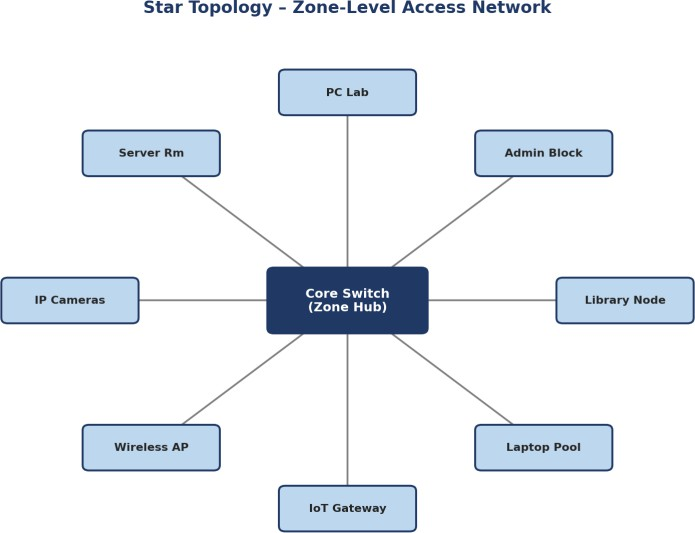 Star Topology – Zone-Level Access Network
PC Lab
Server Rm
Admin Block
IP Cameras
Core Switch
(Zone Hub)
Library Node
Wireless AP
Laptop Pool
IoT Gateway